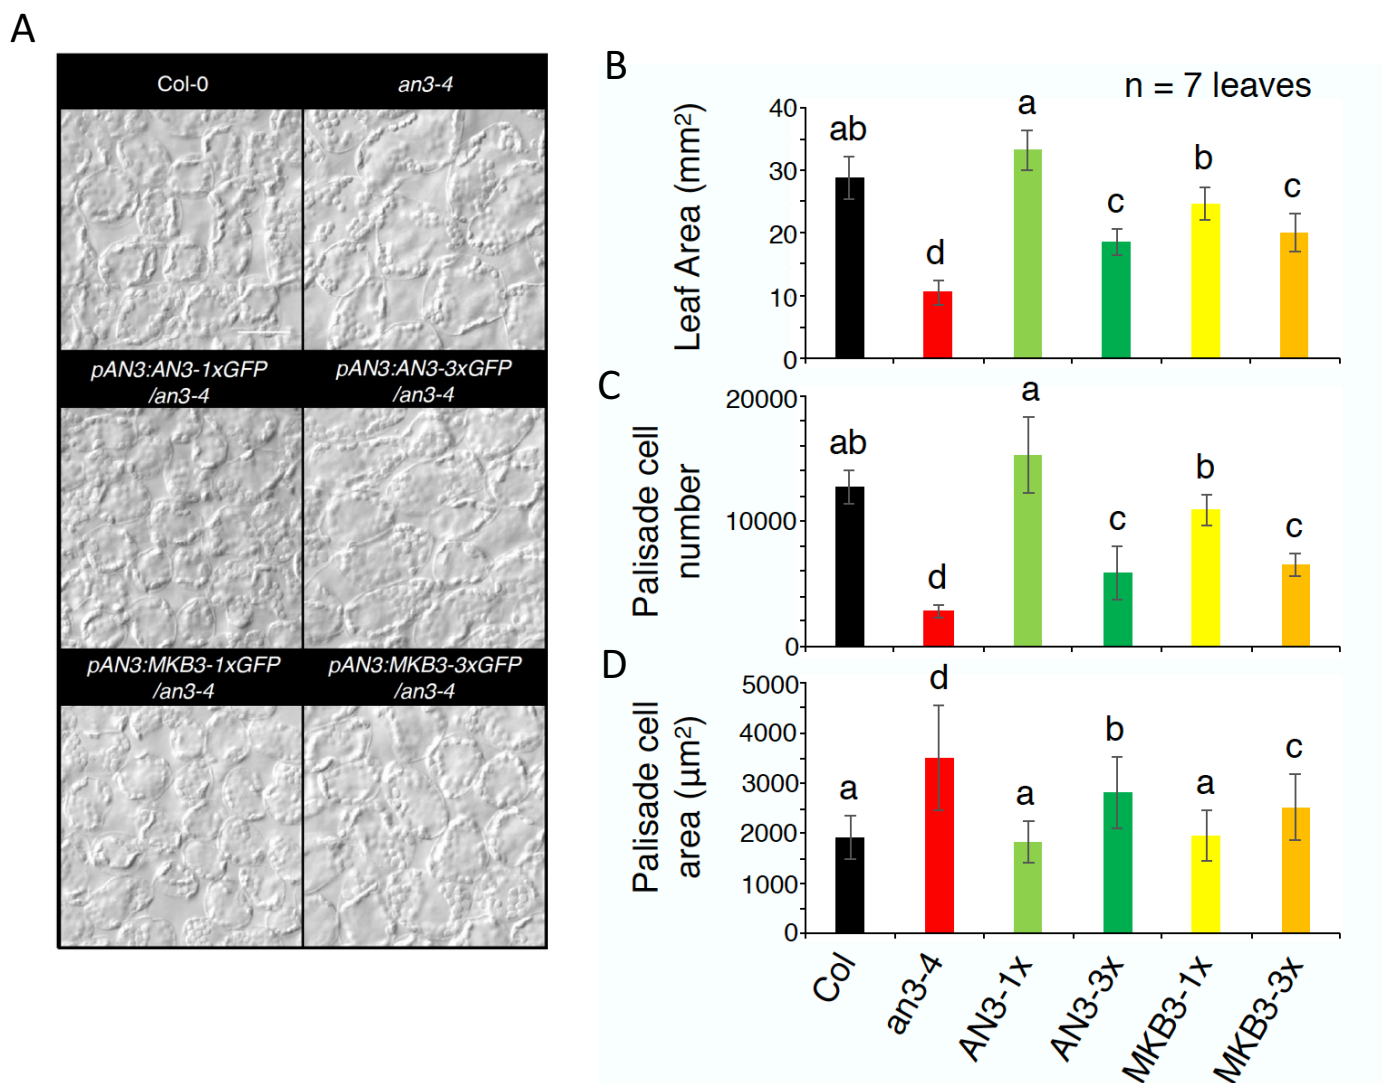 A
Col-0
an3-4
pAN3:AN3-1xGFP
/an3-4
pAN3:AN3-3xGFP
/an3-4
pAN3:MKB3-1xGFP
/an3-4
pAN3:MKB3-3xGFP
/an3-4
B
n = 7 leaves
Leaf Area (mm²)
40
30
20
10
0
ab
d
a
c
b
c
C
Palisade cell
number
20000
10000
0
ab
d
a
c
b
c
D
Palisade cell
area (µm²)
5000
4000
3000
2000
1000
0
a
d
a
b
a
c
Col
an3-4
AN3-1x
AN3-3x
MKB3-1x
MKB3-3x